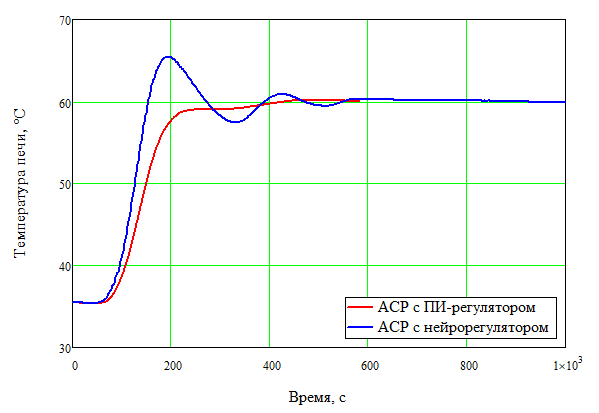 70
60
50
40
30
Температура печи, °С
АСР с ПИ-регулятором
АСР с нейрорегулятором
0 200 400 600 800 1×10³
Время, с